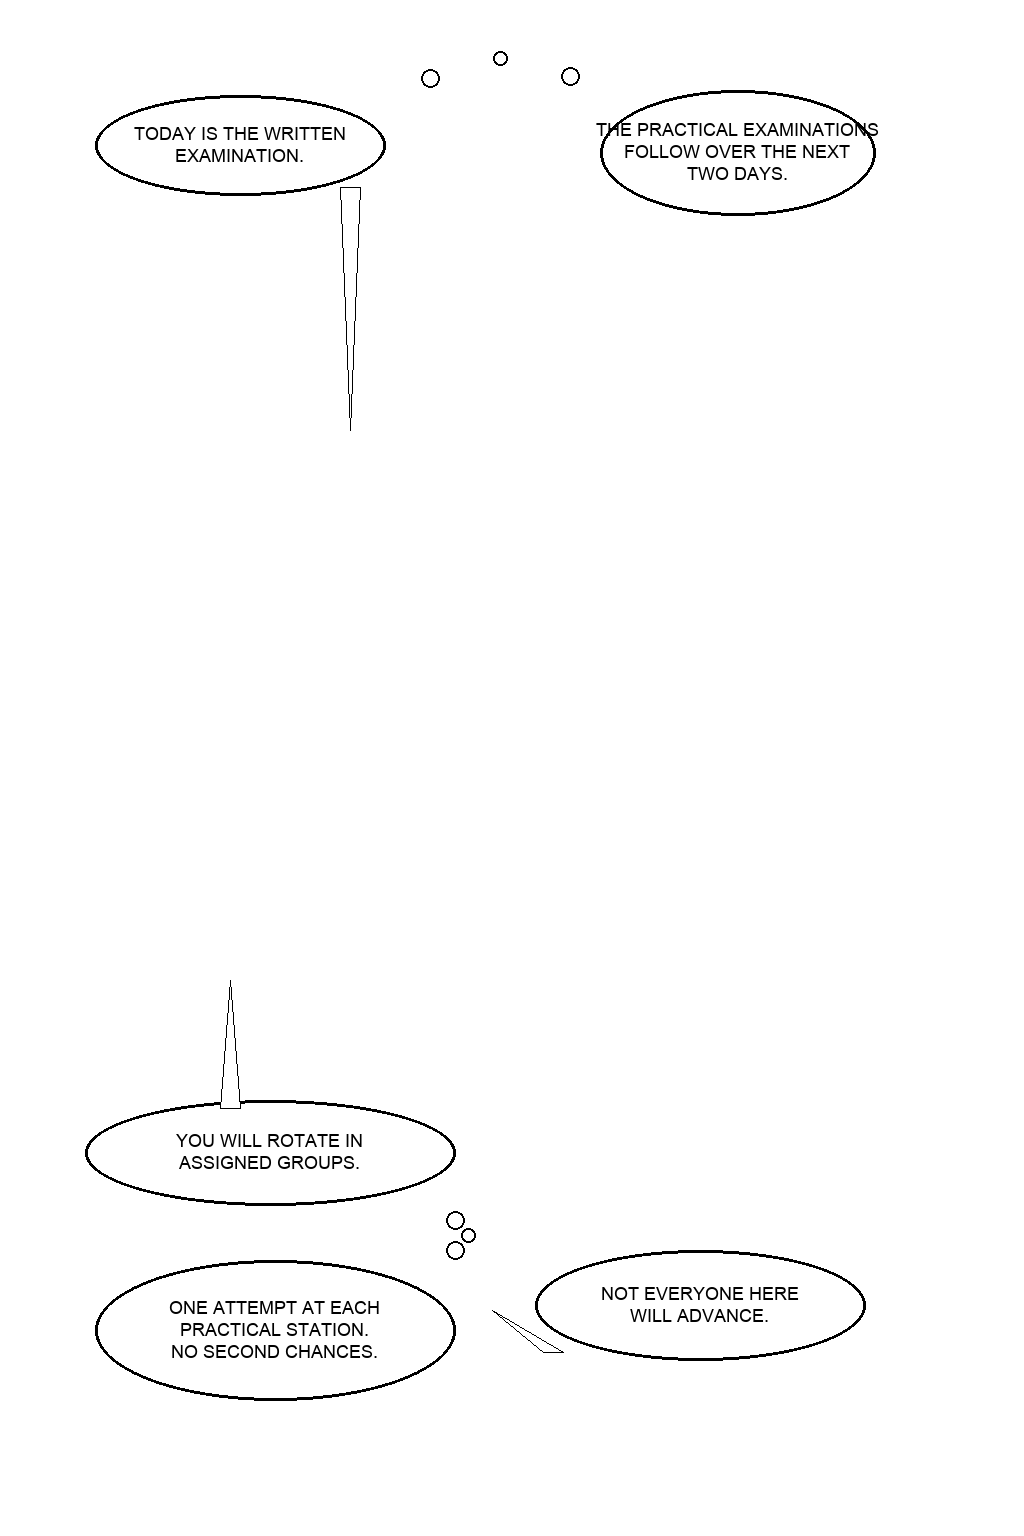 TODAY IS THE WRITTEN
EXAMINATION.
THE PRACTICAL EXAMINATIONS
FOLLOW OVER THE NEXT
TWO DAYS.
YOU WILL ROTATE IN
ASSIGNED GROUPS.
ONE ATTEMPT AT EACH
PRACTICAL STATION.
NO SECOND CHANCES.
NOT EVERYONE HERE
WILL ADVANCE.